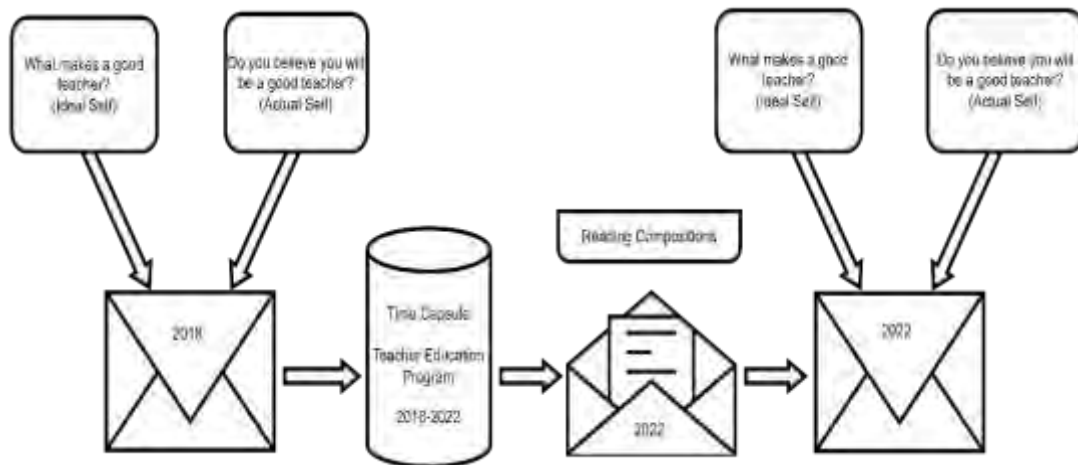 What makes a good
teacher?
(Ideal Self)
Do you believe you will
be a good teacher?
(Actual Self)
What makes a good
teacher?
(Ideal Self)
Do you believe you will
be a good teacher?
(Actual Self)
Reading Compositions
2018
Time Capsule
Teacher Education
Program
2018-2022
2022
2022